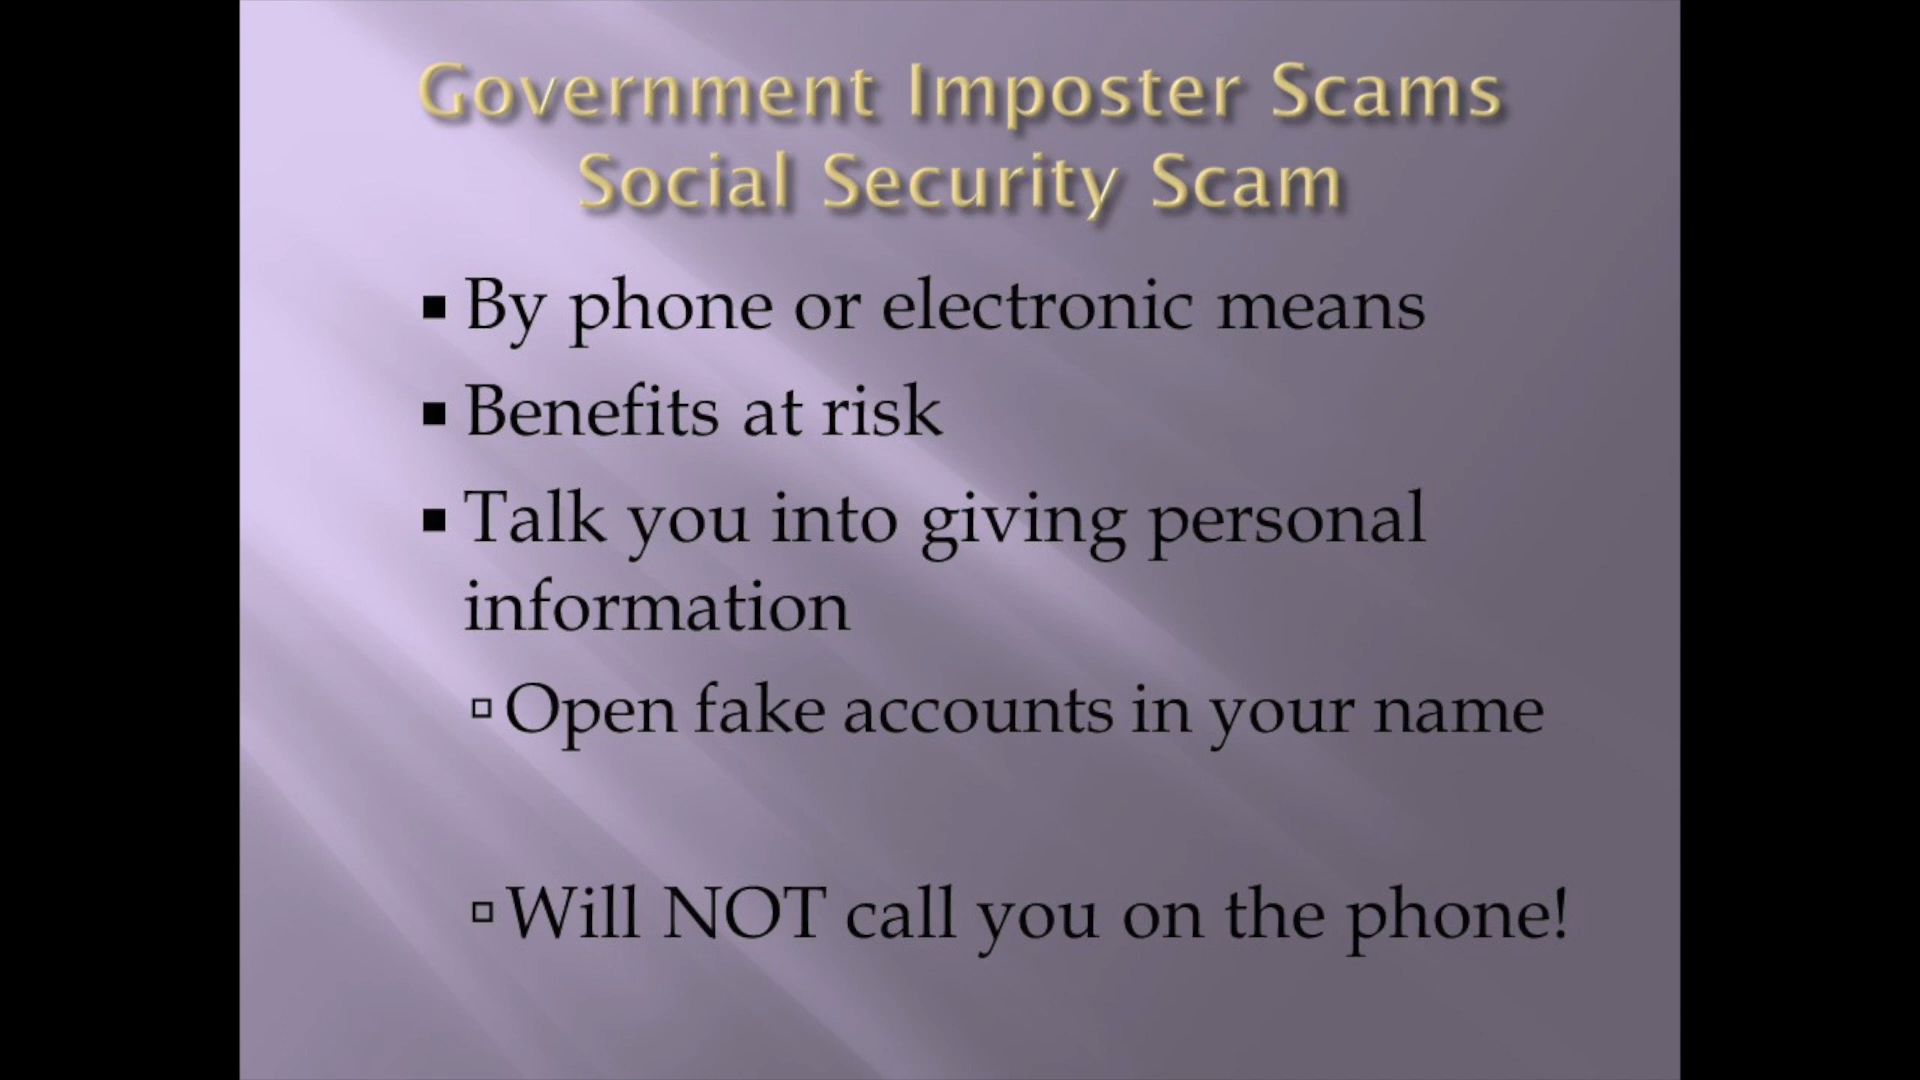 Government Imposter Scams
Social Security Scam
▪ By phone or electronic means
▪ Benefits at risk
▪ Talk you into giving personal
information
▫ Open fake accounts in your name
▫ Will NOT call you on the phone!